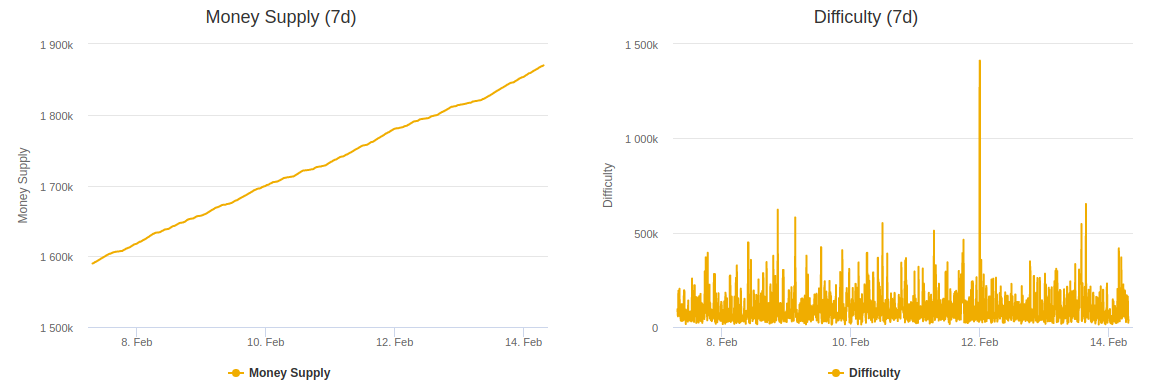 Money Supply (7d)
1 900k
1 800k
1 700k
1 600k
1 500k
Money Supply
8. Feb
10. Feb
12. Feb
14. Feb
Money Supply
Difficulty (7d)
1 500k
1 000k
500k
0
Difficulty
8. Feb
10. Feb
12. Feb
14. Feb
Difficulty